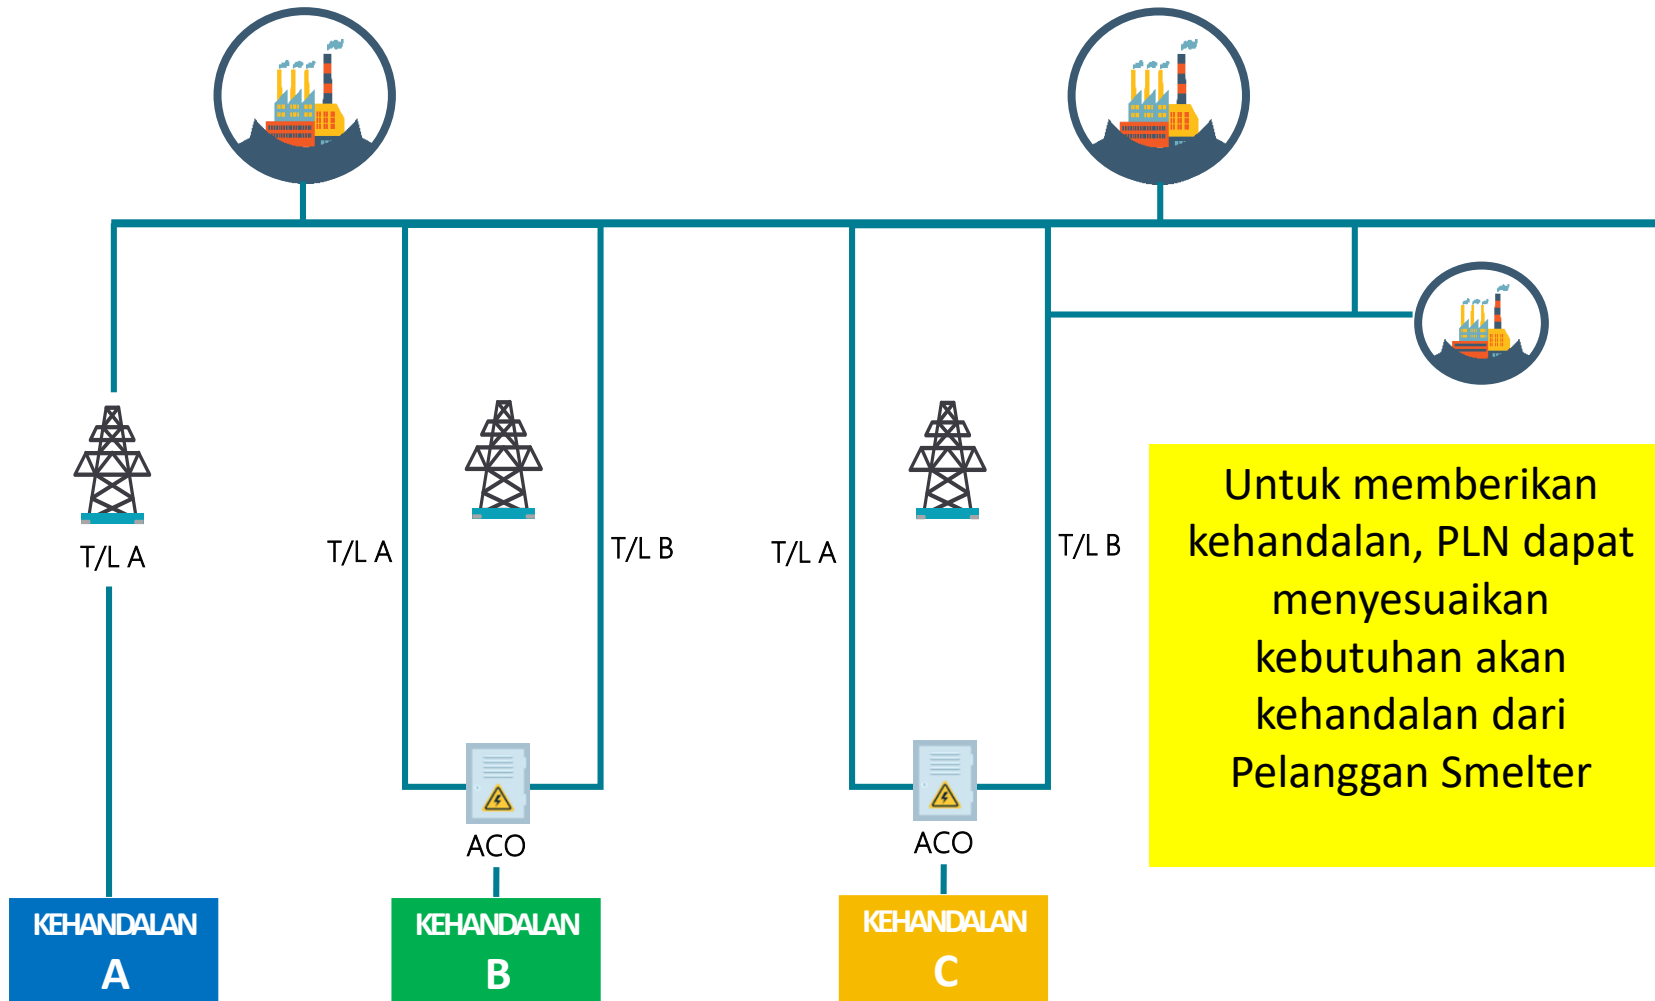 T/L A
T/L A
T/L B
T/L A
T/L B
Untuk memberikan
kehandalan, PLN dapat
menyesuaikan
kebutuhan akan
kehandalan dari
Pelanggan Smelter
ACO
ACO
KEHANDALAN
A
KEHANDALAN
B
KEHANDALAN
C